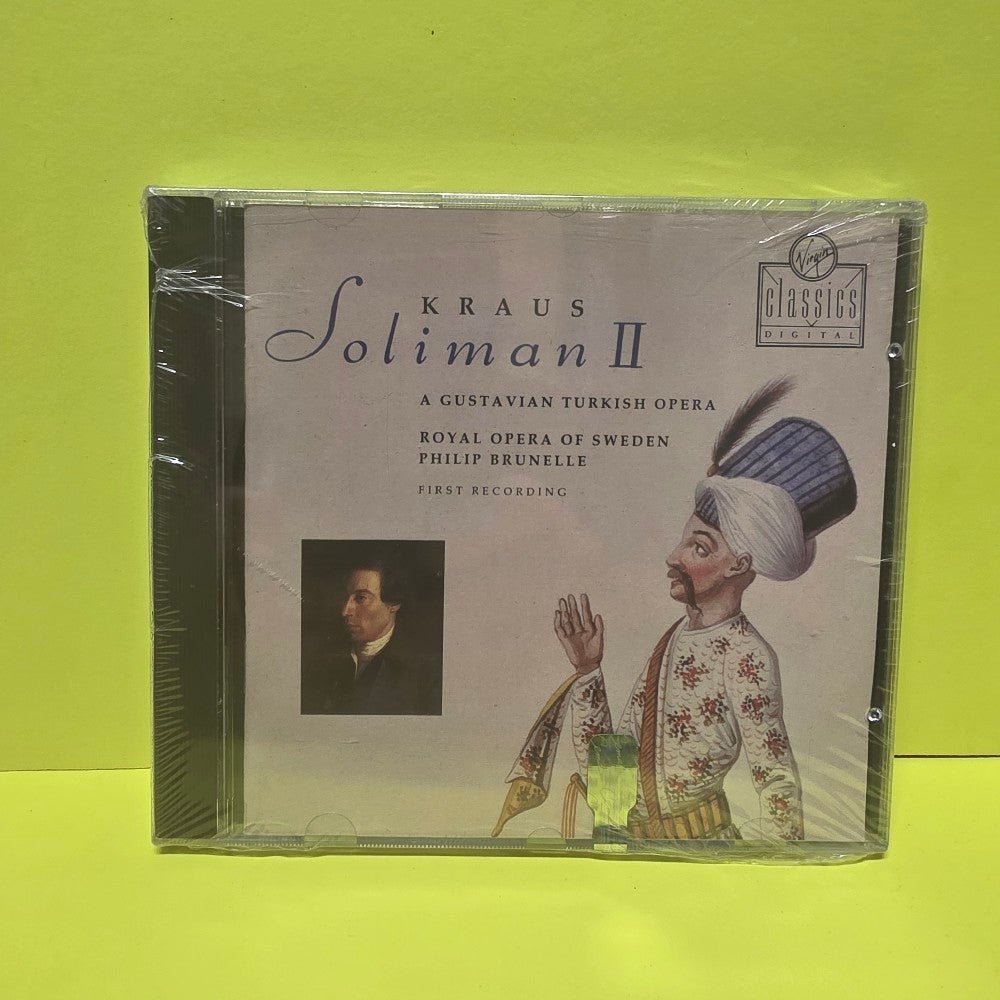 KRAUS
Soliman II
A GUSTAVIAN TURKISH OPERA
ROYAL OPERA OF SWEDEN
PHILIP BRUNELLE
FIRST RECORDING
Virgin
classics
DIGITAL